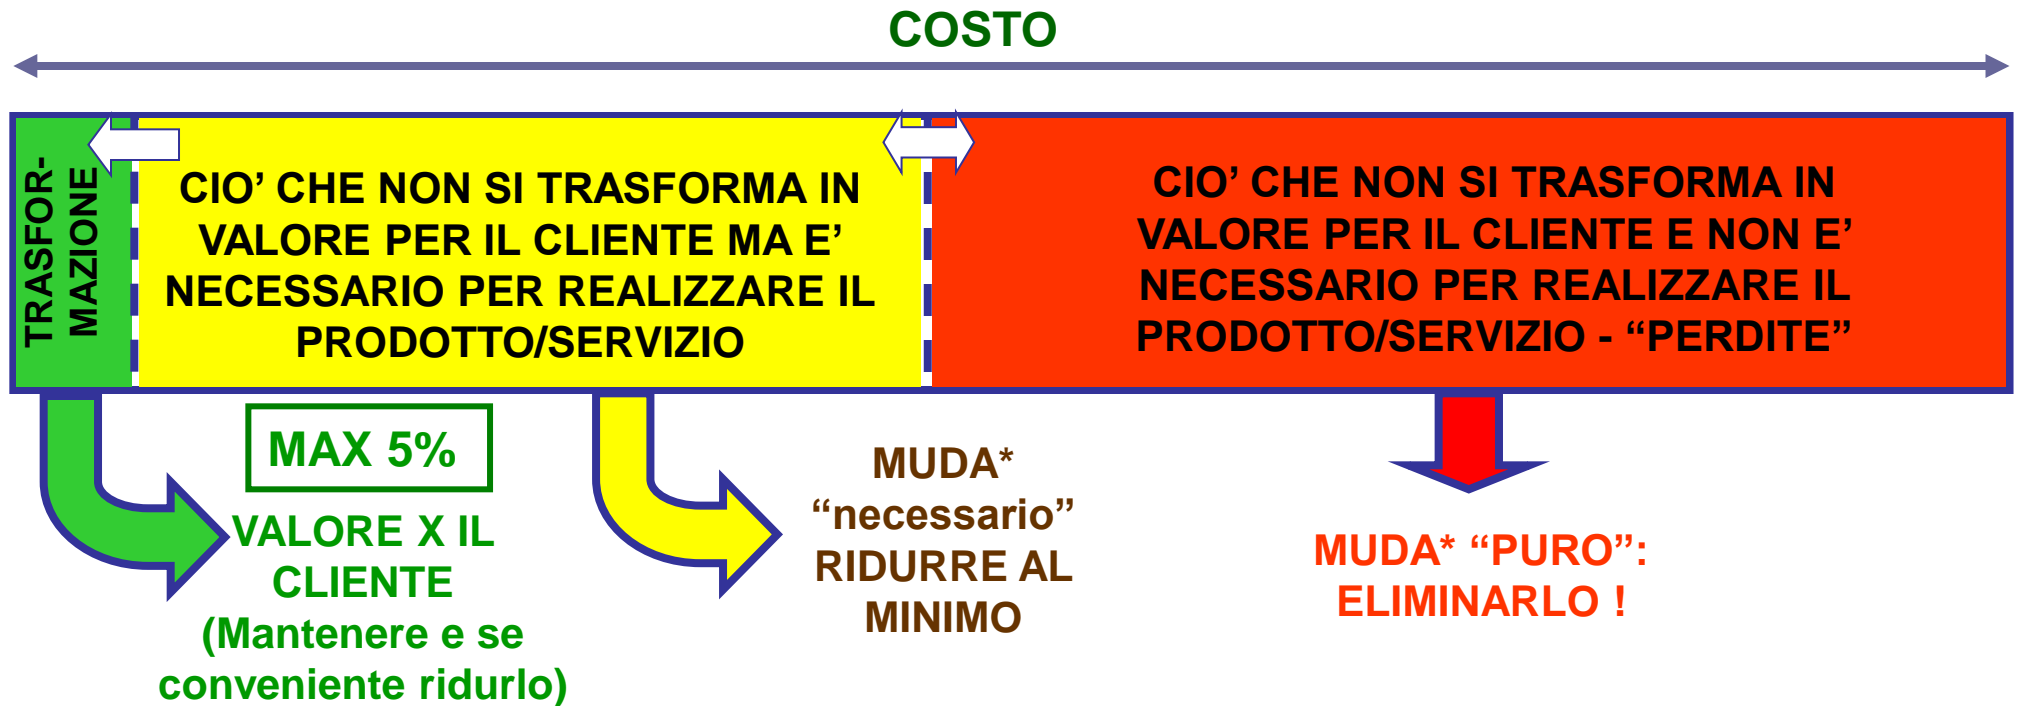 COSTO
TRASFOR-
MAZIONE
CIO’ CHE NON SI TRASFORMA IN
VALORE PER IL CLIENTE MA E’
NECESSARIO PER REALIZZARE IL
PRODOTTO/SERVIZIO
CIO’ CHE NON SI TRASFORMA IN
VALORE PER IL CLIENTE E NON E’
NECESSARIO PER REALIZZARE IL
PRODOTTO/SERVIZIO - “PERDITE”
MAX 5%
VALORE X IL
CLIENTE
(Mantenere e se
conveniente ridurlo)
MUDA*
“necessario”
RIDURRE AL
MINIMO
MUDA* “PURO”:
ELIMINARLO !